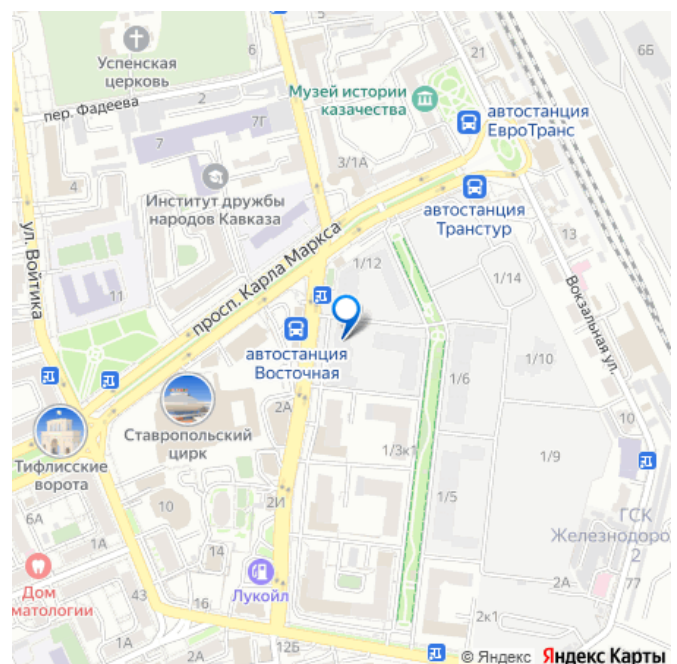 6
21
6Б
Успенская
церковь
Музей истории
казачества
автостанция
ЕвроТранс
пер. Фадеева
2
7Г
7
3/1А
4
Институт дружбы
народов Кавказа
автостанция
Транстур
ул. Войтика
просп. Карла Маркса
13
1/12
1/14
11
Вокзальная ул.
автостанция
Восточная
1/10
1/6
2А
10
Ставропольский
цирк
1/3к1
1/9
Тифлисские
ворота
2И
1/5
10
6А
ГСК
Железнодоро
2
1А
14
Дом
матологии
43
16
Лукойл
2А
77
2к1
1А
2
12Б
© Яндекс Яндекс Карты